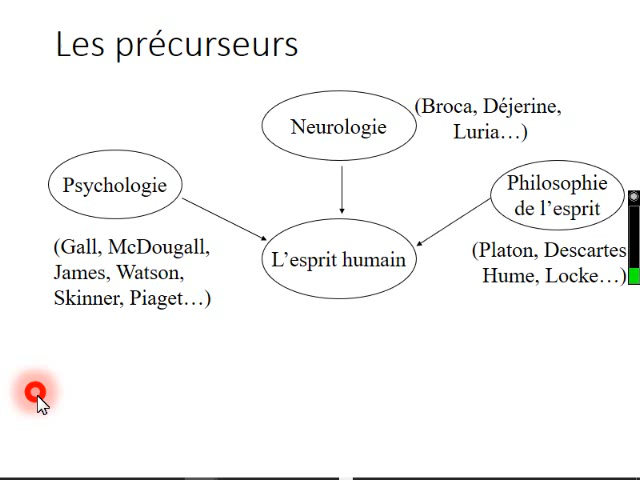 Les précurseurs
Neurologie
(Broca, Déjerine,
Luria…)
Psychologie
(Gall, McDougall,
James, Watson,
Skinner, Piaget…)
Philosophie
de l’esprit
(Platon, Descartes
Hume, Locke…)
L’esprit humain